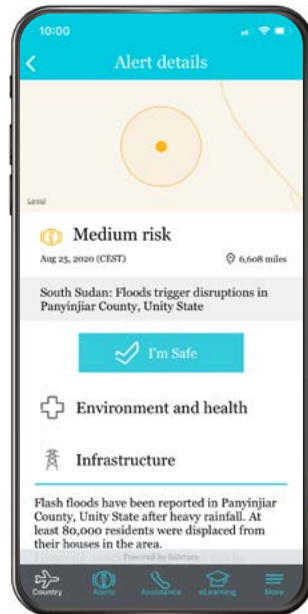 10:00
Alert details
Legal
Medium risk
Aug 25, 2020 (CEST)
6,608 miles
South Sudan: Floods trigger disruptions in
Panyinjiar County, Unity State
I'm Safe
Environment and health
Infrastructure
Flash floods have been reported in Panyinjiar
County, Unity State after heavy rainfall. At
least 80,000 residents were displaced from
their houses in the area.
Powered by
Country
Alerts
Assistance
eLearning
More